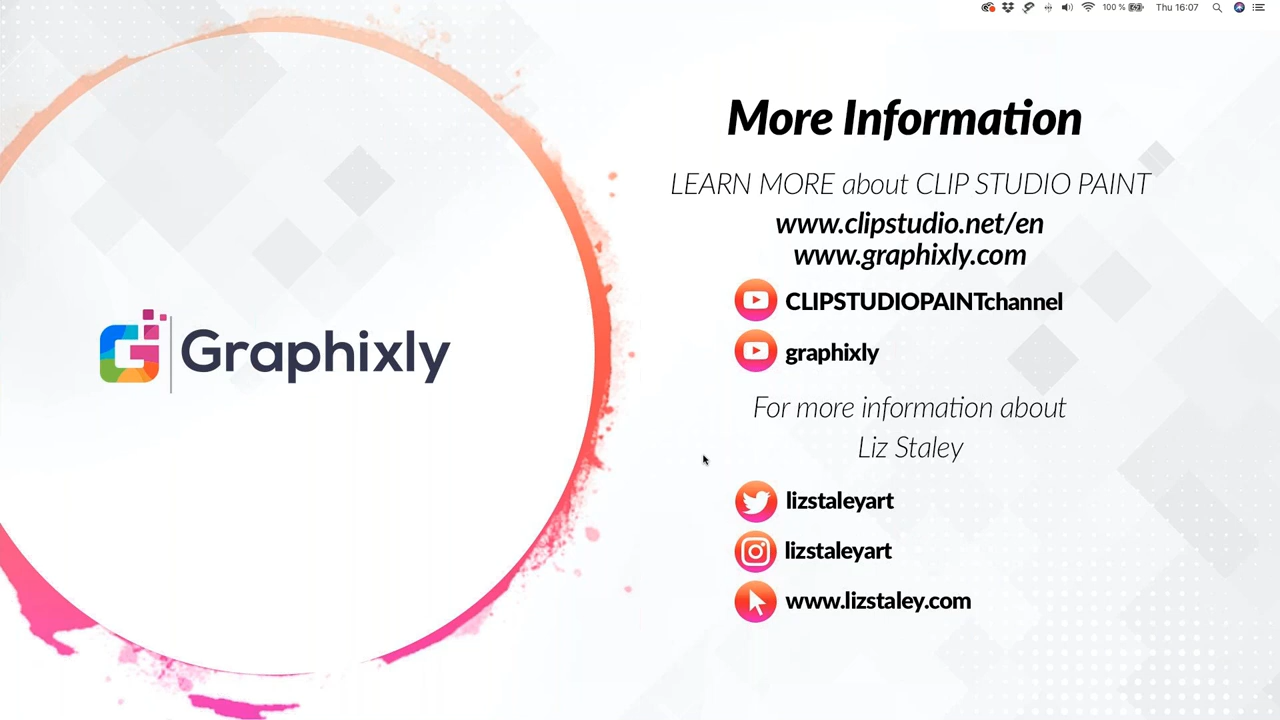 100 %
Thu 16:07
Graphixly
More Information
LEARN MORE about CLIP STUDIO PAINT
www.clipstudio.net/en
www.graphixly.com
CLIPSTUDIOPAINTchannel
graphixly
For more information about
Liz Staley
lizstaleyart
lizstaleyart
www.lizstaley.com